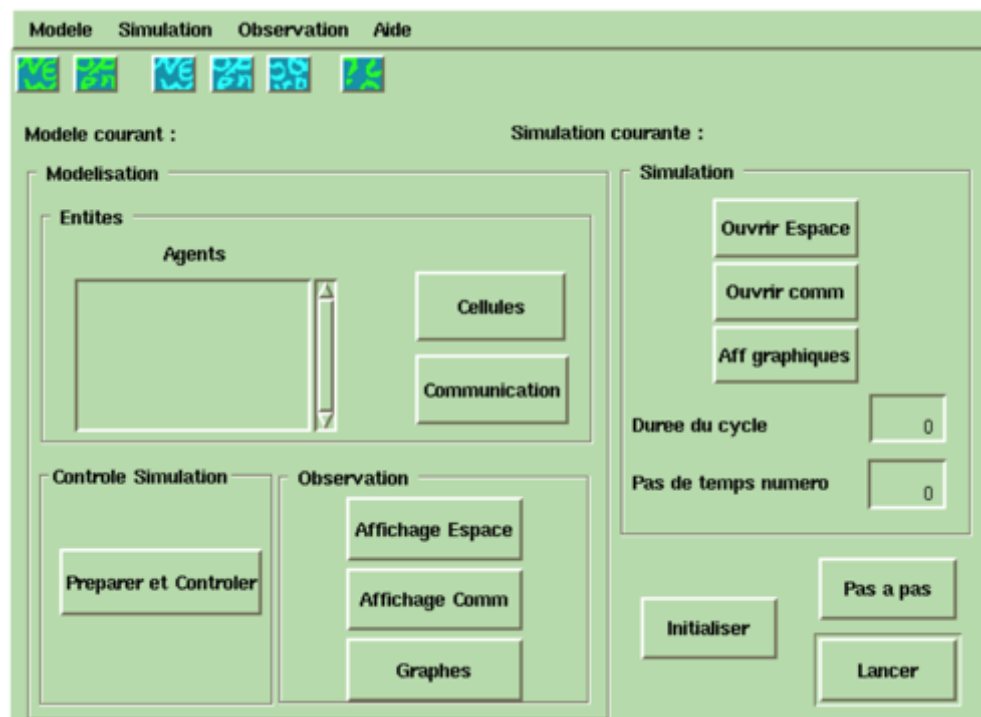 Modele Simulation Observation Aide
Modele courant :
Simulation courante :
Modelisation
Entites
Agents
Cellules
Communication
Controle Simulation
Preparer et Controler
Observation
Affichage Espace
Affichage Comm
Graphes
Simulation
Ouvrir Espace
Ouvrir comm
Aff graphiques
Duree du cycle 0
Pas de temps numero 0
Initialiser
Pas a pas
Lancer